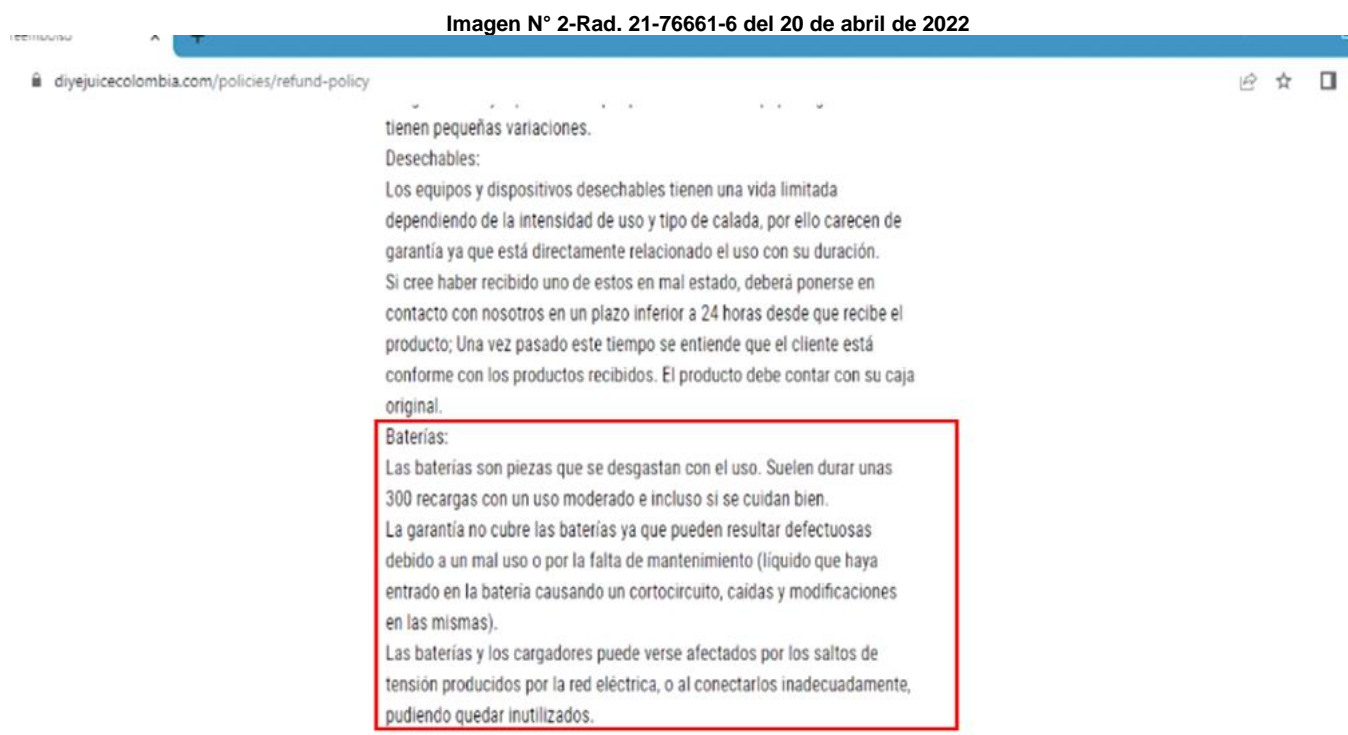 Imagen N° 2-Rad. 21-76661-6 del 20 de abril de 2022
diyejuicecolombia.com/policies/refund-policy
tienen pequeñas variaciones.
Desechables:
Los equipos y dispositivos desechables tienen una vida limitada
dependiendo de la intensidad de uso y tipo de calada, por ello carecen de
garantía ya que está directamente relacionado el uso con su duración.
Si cree haber recibido uno de estos en mal estado, deberá ponerse en
contacto con nosotros en un plazo inferior a 24 horas desde que recibe el
producto; Una vez pasado este tiempo se entiende que el cliente está
conforme con los productos recibidos. El producto debe contar con su caja
original.
Baterías:
Las baterías son piezas que se desgastan con el uso. Suelen durar unas
300 recargas con un uso moderado e incluso si se cuidan bien.
La garantía no cubre las baterías ya que pueden resultar defectuosas
debido a un mal uso o por la falta de mantenimiento (líquido que haya
entrado en la batería causando un cortocircuito, caídas y modificaciones
en las mismas).
Las baterías y los cargadores puede verse afectados por los saltos de
tensión producidos por la red eléctrica, o al conectarlos inadecuadamente,
pudiendo quedar inutilizados.